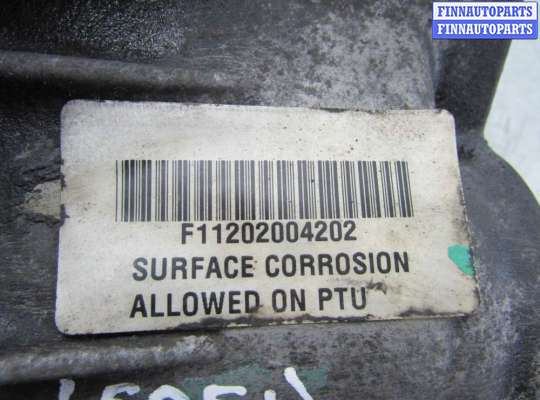 FINNAUTOPARTS
FINNAUTOPARTS
F11202004202
SURFACE CORROSION
ALLOWED ON PTU